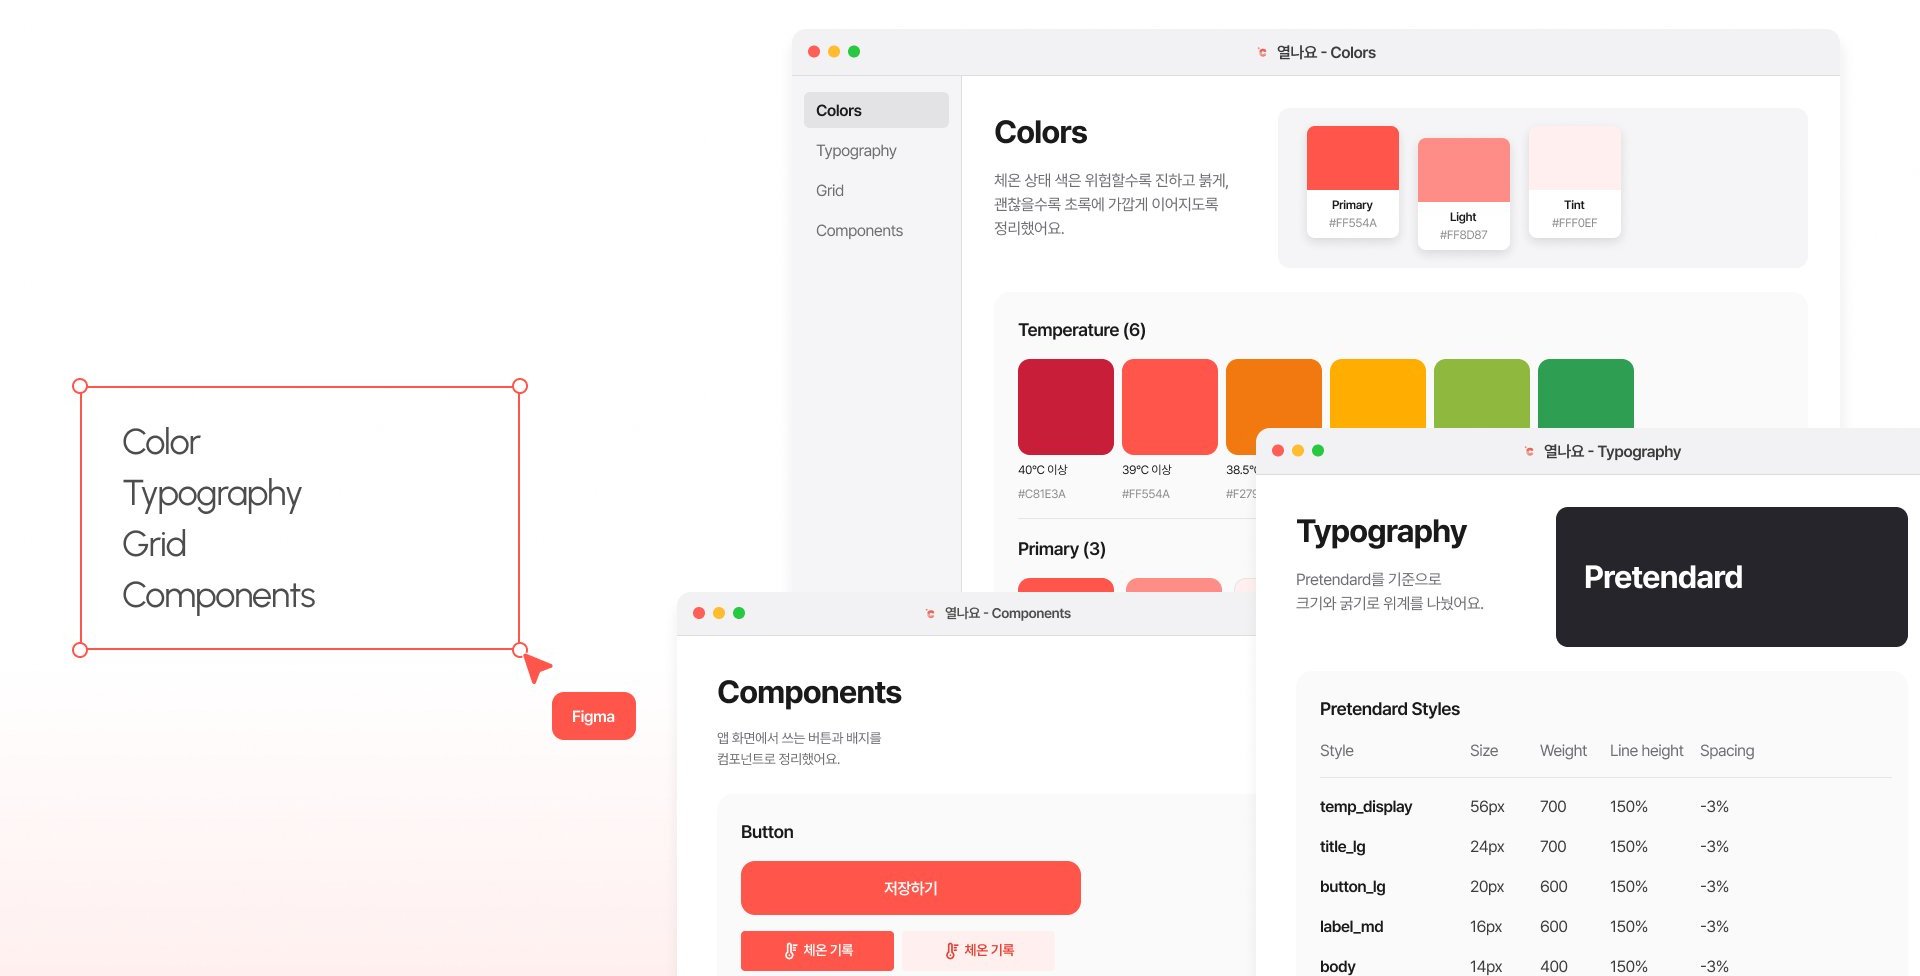 Color
Typography
Grid
Components
Figma
열나요 - Colors
Colors
Typography
Grid
Components
Colors
체온 상태 색은 위험할수록 진하고 붉게,
괜찮을수록 초록에 가깝게 이어지도록
정리했어요.
Primary
#FF554A
Light
#FF8D87
Tint
#FFF0EF
Temperature (6)
40°C 이상
#C81E3A
39°C 이상
#FF554A
38.5°C
#F279
Primary (3)
열나요 - Components
Components
앱 화면에서 쓰는 버튼과 배지를
컴포넌트로 정리했어요.
Button
저장하기
체온 기록
체온 기록
열나요 - Typography
Typography
Pretendard를 기준으로
크기와 굵기로 위계를 나눴어요.
Pretendard
Pretendard Styles
Style Size Weight Line height Spacing
temp_display 56px 700 150% -3%
title_lg 24px 700 150% -3%
button_lg 20px 600 150% -3%
label_md 16px 600 150% -3%
body 14px 400 150% -3%